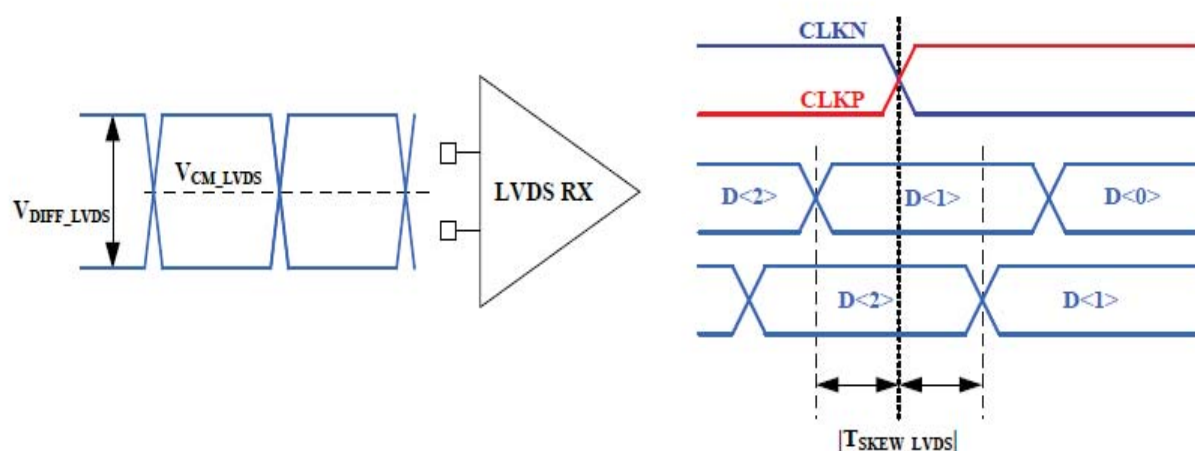 CLKN
CLKP
V_CM_LVDS
V_DIFF_LVDS
LVDS RX
D<2> D<1> D<0>
D<2> D<1>
|T_SKEW_LVDS|